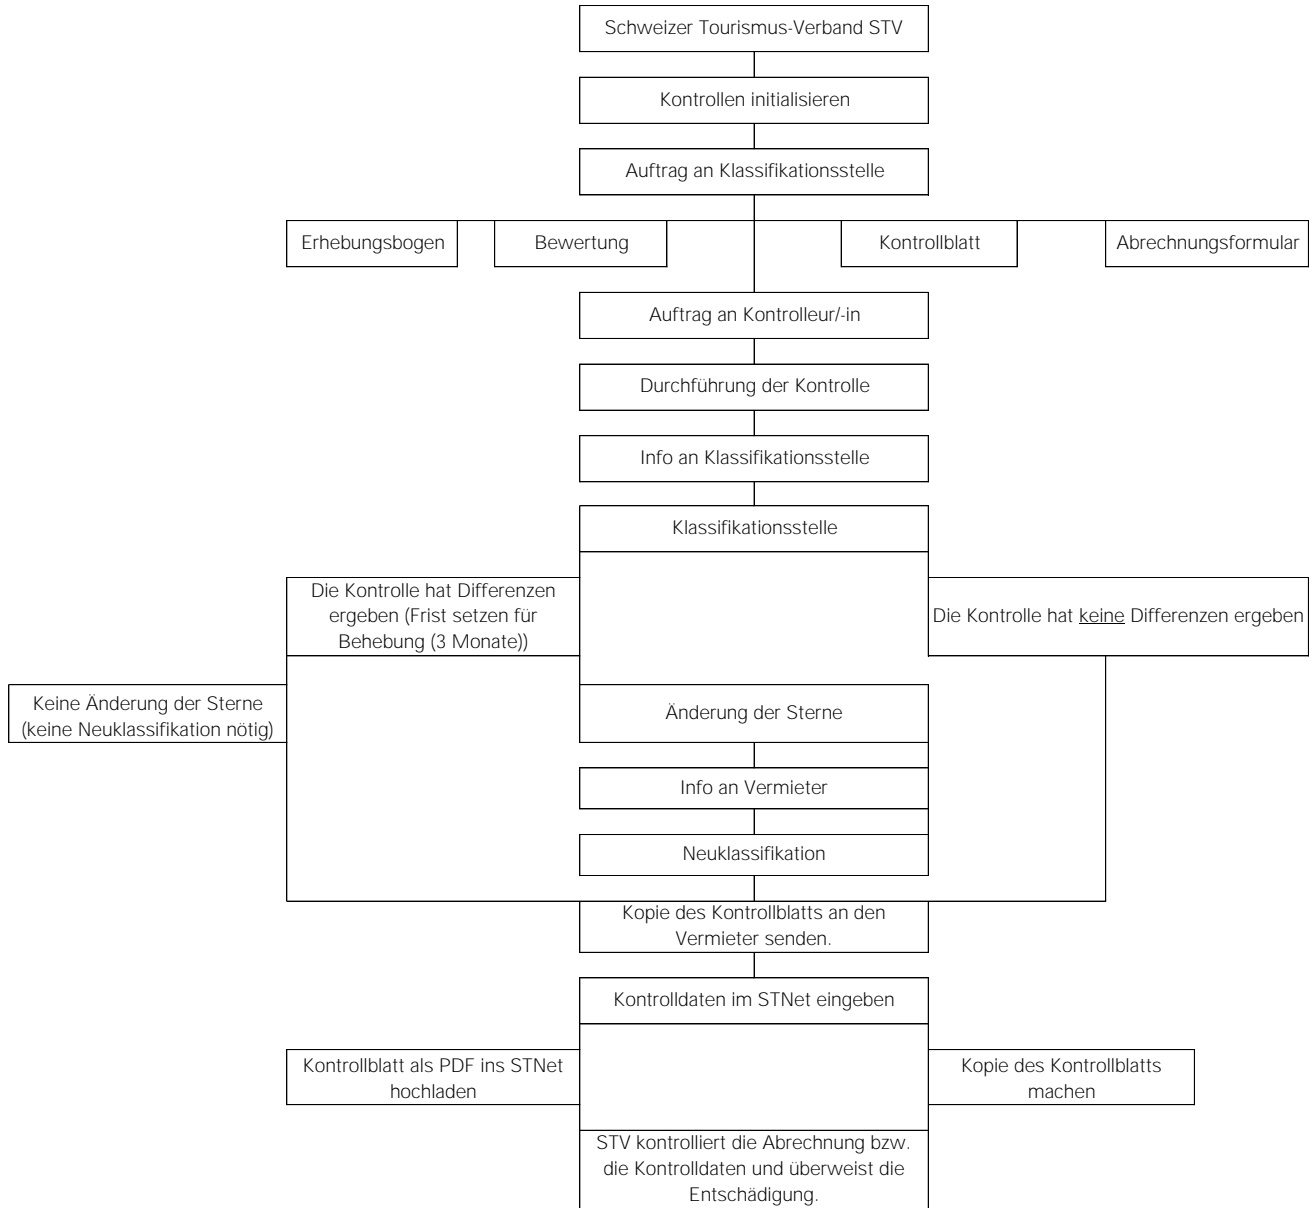 Schweizer Tourismus-Verband STV
Kontrollen initialisieren
Auftrag an Klassifikationsstelle
Erhebungsbogen
Bewertung
Kontrollblatt
Abrechnungsformular
Auftrag an Kontrolleur/-in
Durchführung der Kontrolle
Info an Klassifikationsstelle
Klassifikationsstelle
Die Kontrolle hat Differenzen
ergeben (Frist setzen für
Behebung (3 Monate))
Die Kontrolle hat keine Differenzen ergeben
Keine Änderung der Sterne
(keine Neuklassifikation nötig)
Änderung der Sterne
Info an Vermieter
Neuklassifikation
Kopie des Kontrollblatts an den
Vermieter senden.
Kontrolldaten im STNet eingeben
Kontrollblatt als PDF ins STNet
hochladen
Kopie des Kontrollblatts
machen
STV kontrolliert die Abrechnung bzw.
die Kontrolldaten und überweist die
Entschädigung.